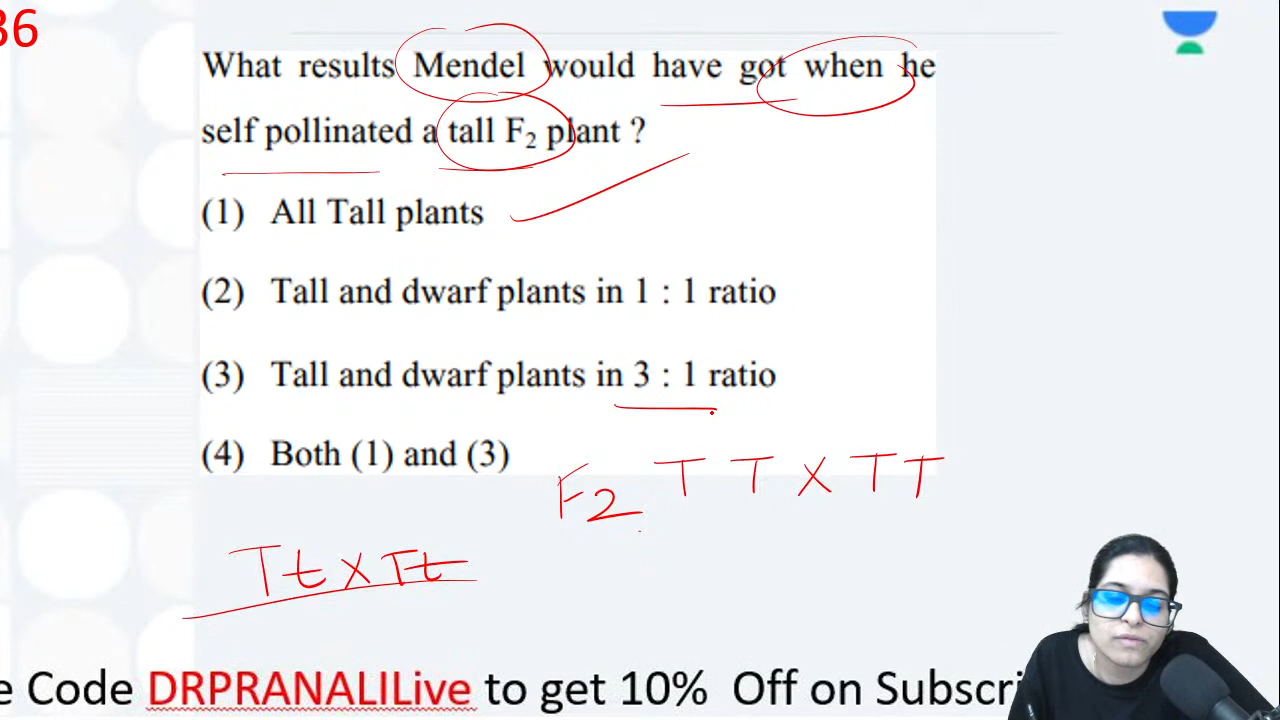 36
What results Mendel would have got when he
self pollinated a tall F₂ plant ?
(1) All Tall plants
(2) Tall and dwarf plants in 1 : 1 ratio
(3) Tall and dwarf plants in 3 : 1 ratio
(4) Both (1) and (3)
F2 T T X T T
Tt X Tt
e Code DRPRANALILive to get 10% Off on Subscri